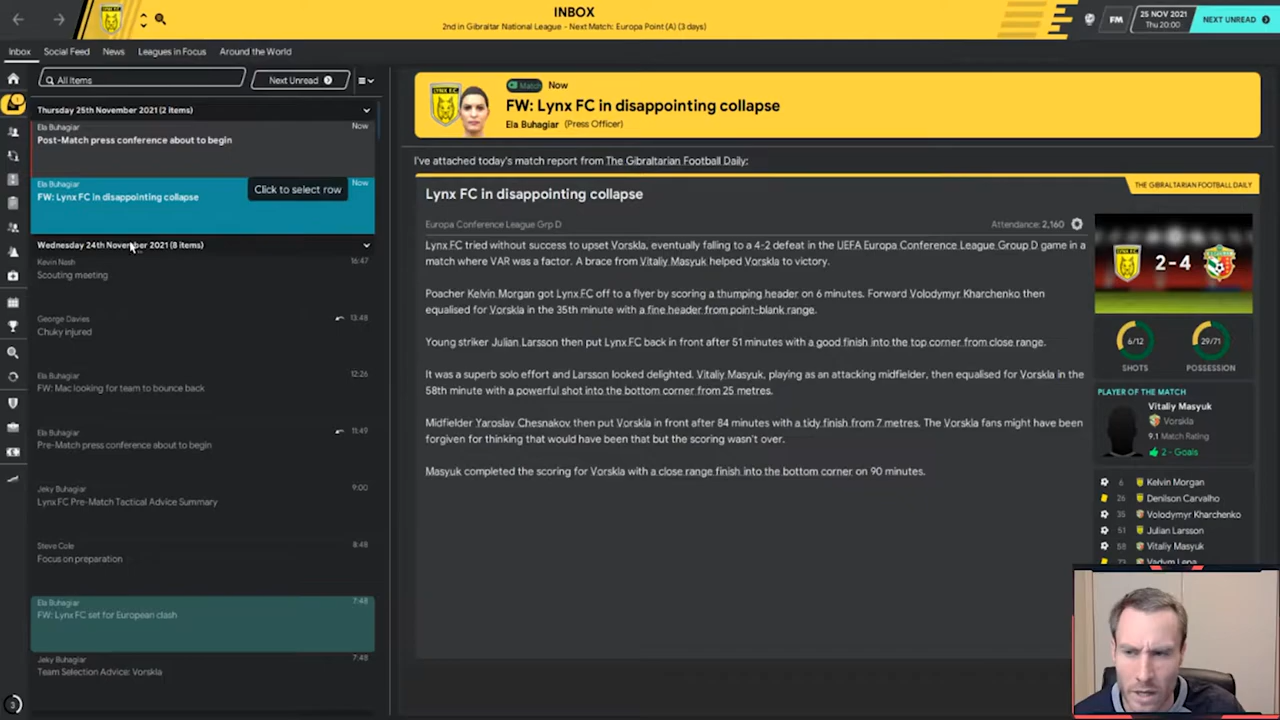 INBOX
2nd in Gibraltar National League - Next Match: Europa Point (A) (3 days)
FM
25 NOV 2021
Thu 20:00
NEXT UNREAD
Inbox
Social Feed
News
Leagues in Focus
Around the World
All Items
Next Unread
Thursday 25th November 2021 (2 items)
Ela Buhagiar
Now
Post-Match press conference about to begin
Ela Buhagiar
Now
FW: Lynx FC in disappointing collapse
Click to select row
Wednesday 24th November 2021 (8 items)
Kevin Nash
16:47
Scouting meeting
George Davies
13:48
Chuky injured
Ela Buhagiar
12:26
FW: Mac looking for team to bounce back
Ela Buhagiar
11:49
Pre-Match press conference about to begin
Jeky Buhagiar
9:00
Lynx FC Pre-Match Tactical Advice Summary
Steve Cole
8:48
Focus on preparation
Ela Buhagiar
7:48
FW: Lynx FC set for European clash
Jeky Buhagiar
7:48
Team Selection Advice: Vorskla
Match
Now
FW: Lynx FC in disappointing collapse
Ela Buhagiar (Press Officer)
I've attached today's match report from The Gibraltarian Football Daily:
THE GIBRALTARIAN FOOTBALL DAILY
Lynx FC in disappointing collapse
Europa Conference League Grp D
Attendance: 2,160
Lynx FC tried without success to upset Vorskla, eventually falling to a 4-2 defeat in the UEFA Europa Conference League Group D game in a
match where VAR was a factor. A brace from Vitaliy Masyuk helped Vorskla to victory.
Poacher Kelvin Morgan got Lynx FC off to a flyer by scoring a thumping header on 6 minutes. Forward Volodymyr Kharchenko then
equalised for Vorskla in the 35th minute with a fine header from point-blank range.
Young striker Julian Larsson then put Lynx FC back in front after 51 minutes with a good finish into the top corner from close range.
It was a superb solo effort and Larsson looked delighted. Vitaliy Masyuk, playing as an attacking midfielder, then equalised for Vorskla in the
58th minute with a powerful shot into the bottom corner from 25 metres.
Midfielder Yaroslav Chesnakov then put Vorskla in front after 84 minutes with a tidy finish from 7 metres. The Vorskla fans might have been
forgiven for thinking that would have been that but the scoring wasn't over.
Masyuk completed the scoring for Vorskla with a close range finish into the bottom corner on 90 minutes.
2-4
6/12
29/71
SHOTS
POSSESSION
PLAYER OF THE MATCH
Vitaliy Masyuk
Vorskla
9.1 Match Rating
2 - Goals
6 Kelvin Morgan
26 Denilson Carvalho
35 Volodymyr Kharchenko
51 Julian Larsson
58 Vitaliy Masyuk
Vadym Lepa